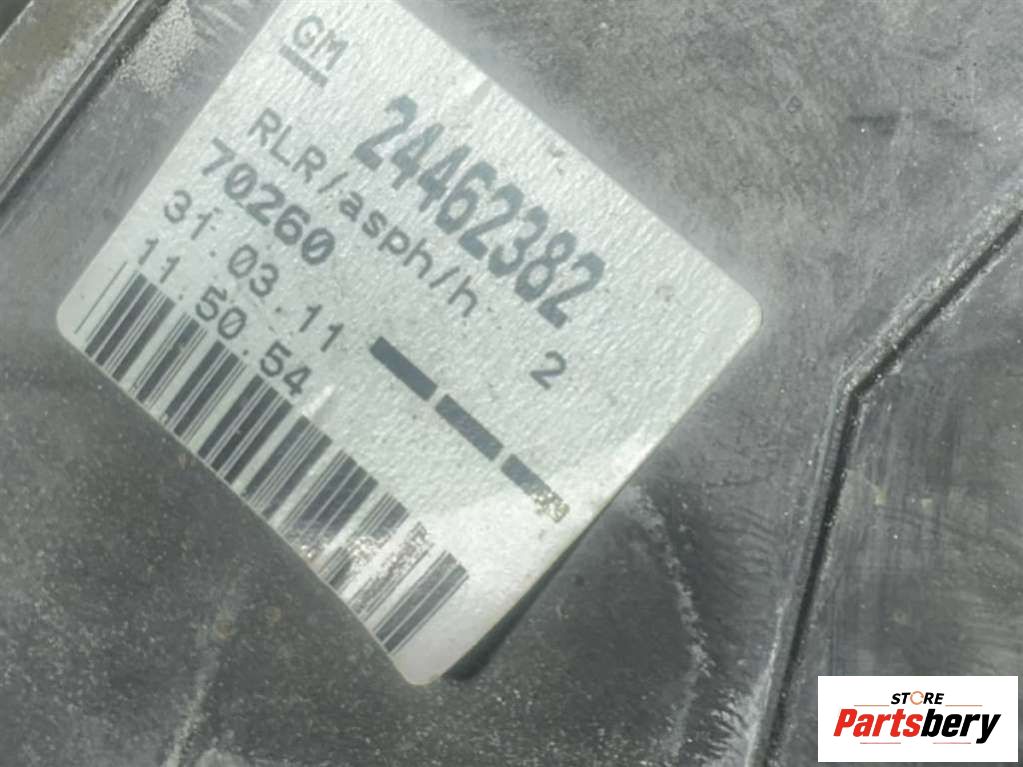 GM
24462382
RLR/asph/h 2
70260
31.03.11
11.50.54
STORE
Partsbery